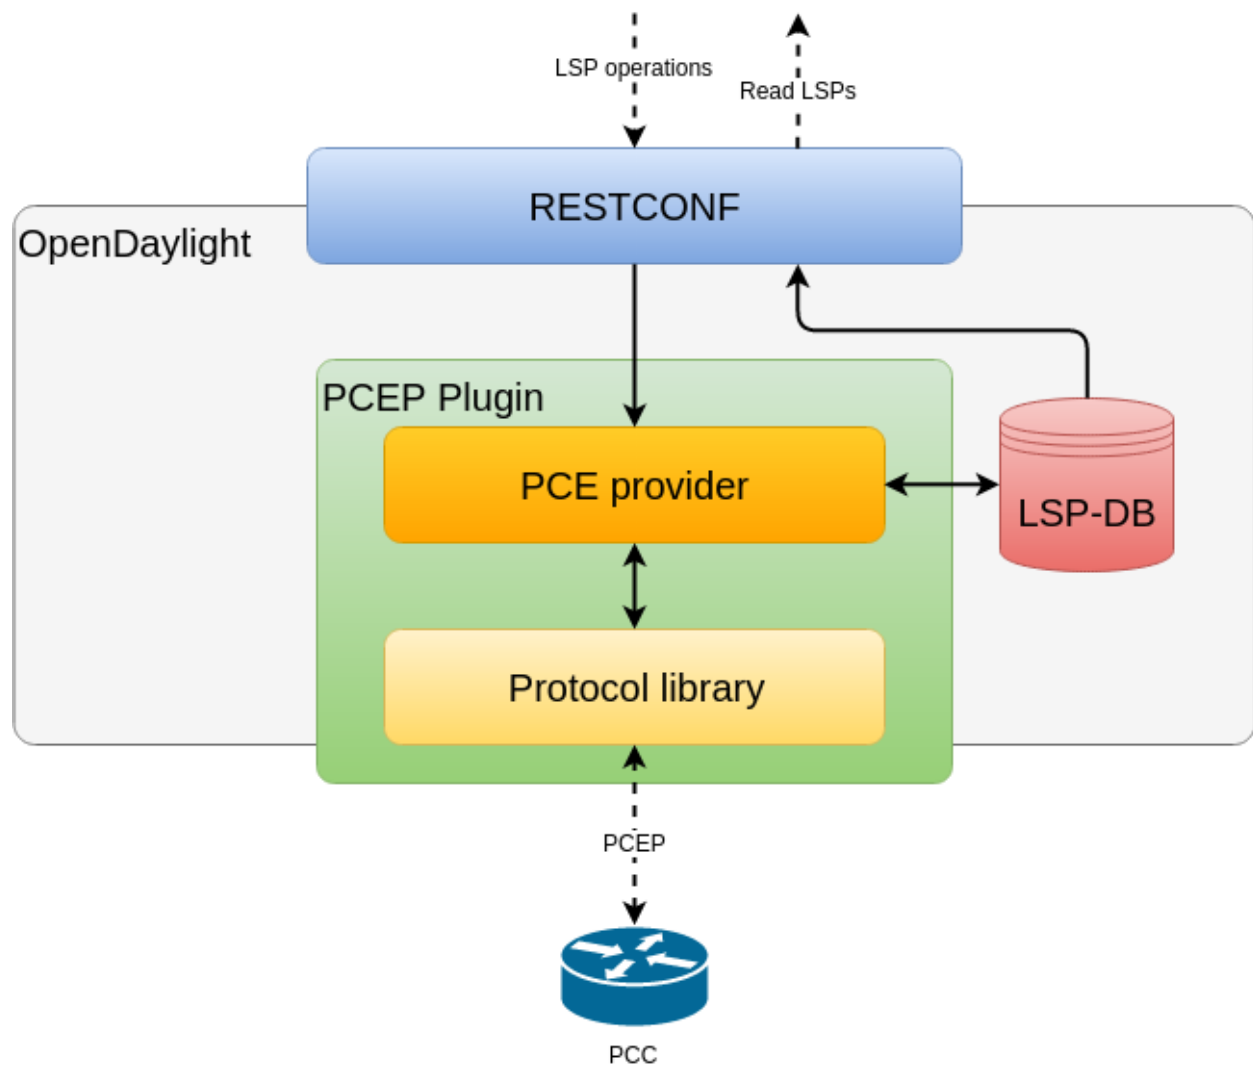 LSP operations
Read LSPs
RESTCONF
OpenDaylight
PCEP Plugin
PCE provider
LSP-DB
Protocol library
PCEP
PCC